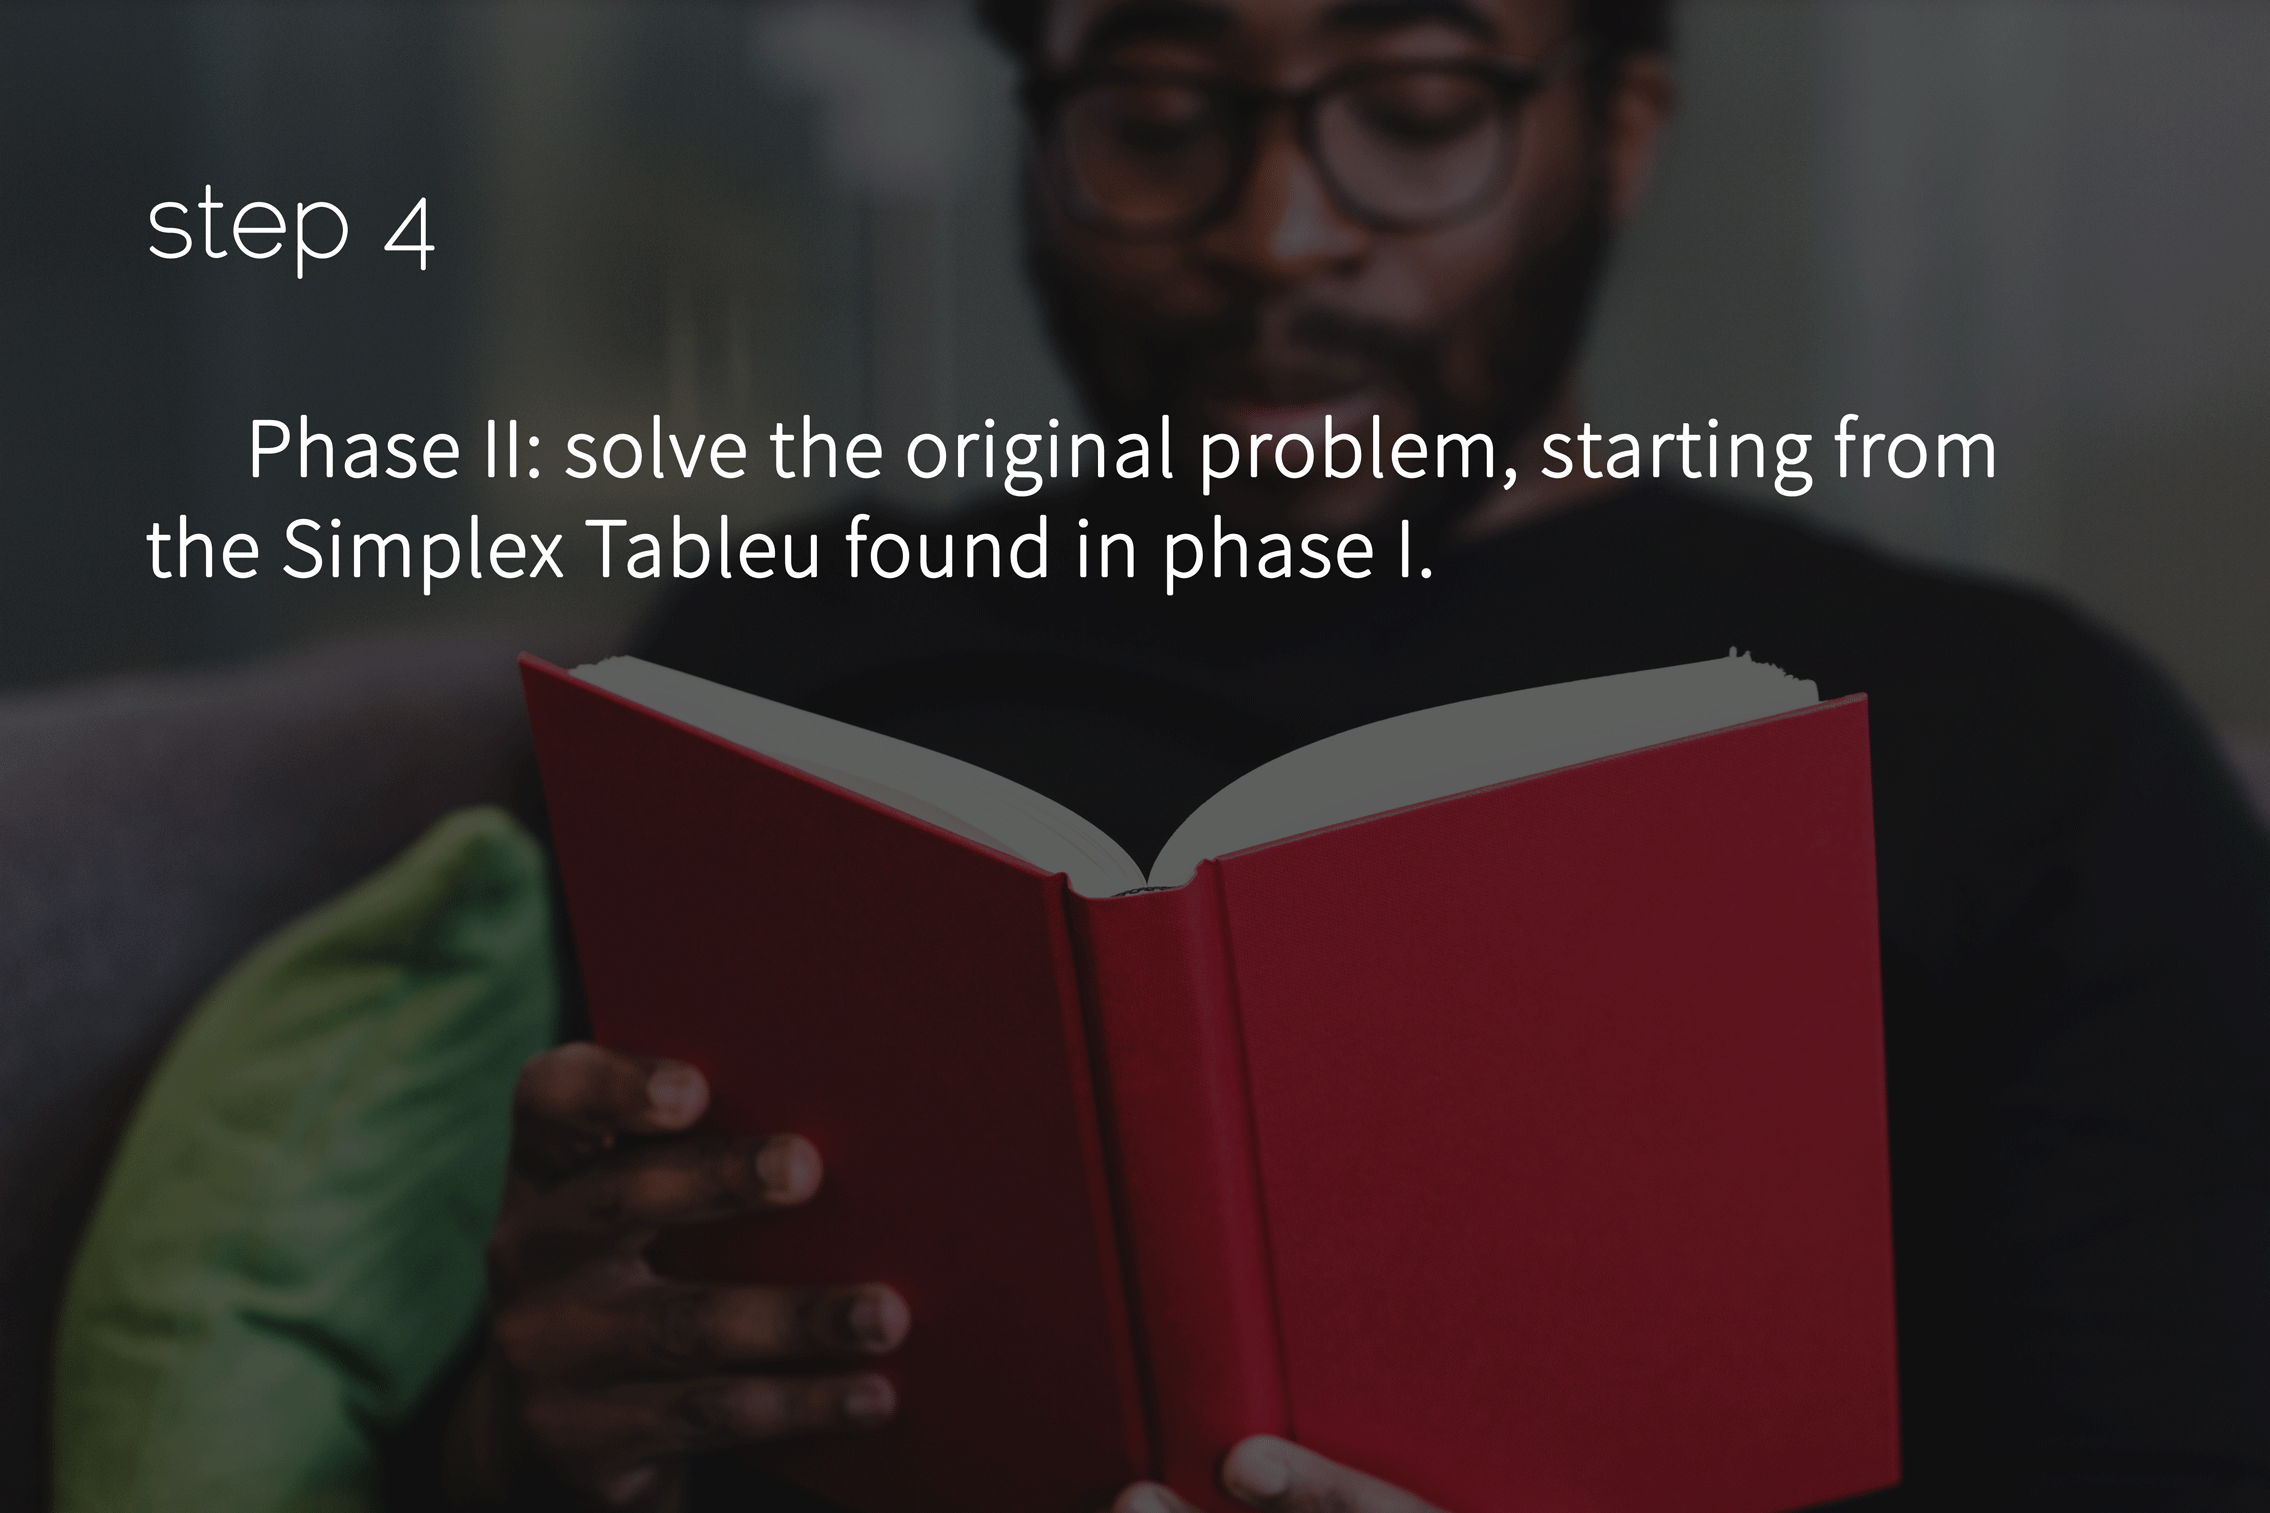 step 4
Phase II: solve the original problem, starting from
the Simplex Tableu found in phase I.